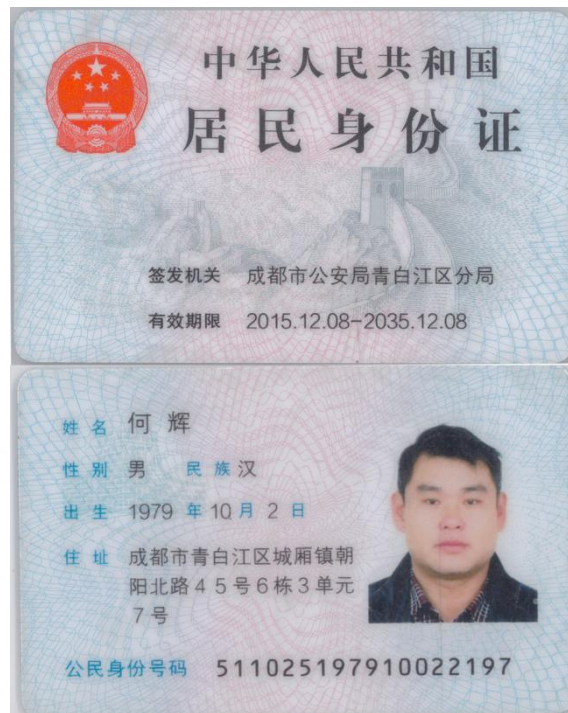 中华人民共和国
居民身份证
签发机关 成都市公安局青白江区分局
有效期限 2015.12.08-2035.12.08
姓名 何辉
性别 男 民族 汉
出生 1979 年 10 月 2 日
住址 成都市青白江区城厢镇朝
阳北路45号6栋3单元
7号
公民身份号码 511025197910022197